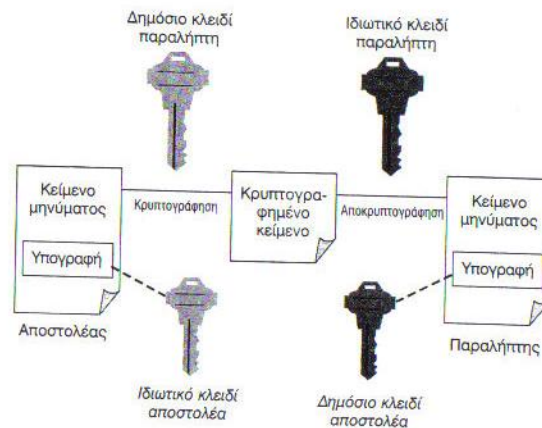 Δημόσιο κλειδί
παραλήπτη
Ιδιωτικό κλειδί
παραλήπτη
Κείμενο
μηνύματος
Κρυπτογράφηση
Κρυπτογρα-
φημένο
κείμενο
Αποκρυπτογράφηση
Κείμενο
μηνύματος
Υπογραφή
Υπογραφή
Αποστολέας
Παραλήπτης
Ιδιωτικό κλειδί
αποστολέα
Δημόσιο κλειδί
αποστολέα